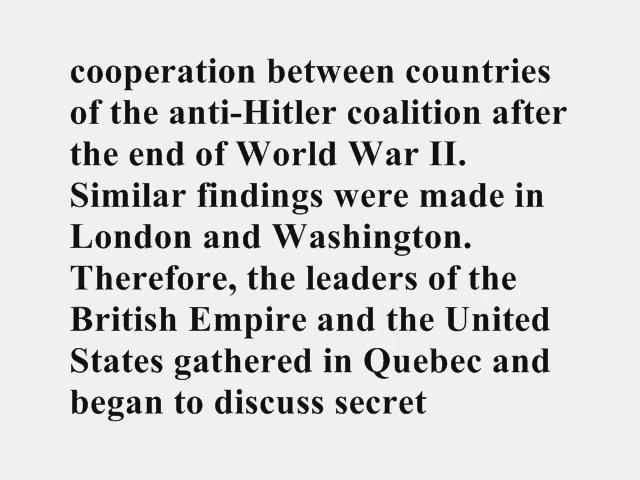 cooperation between countries
of the anti-Hitler coalition after
the end of World War II.
Similar findings were made in
London and Washington.
Therefore, the leaders of the
British Empire and the United
States gathered in Quebec and
began to discuss secret